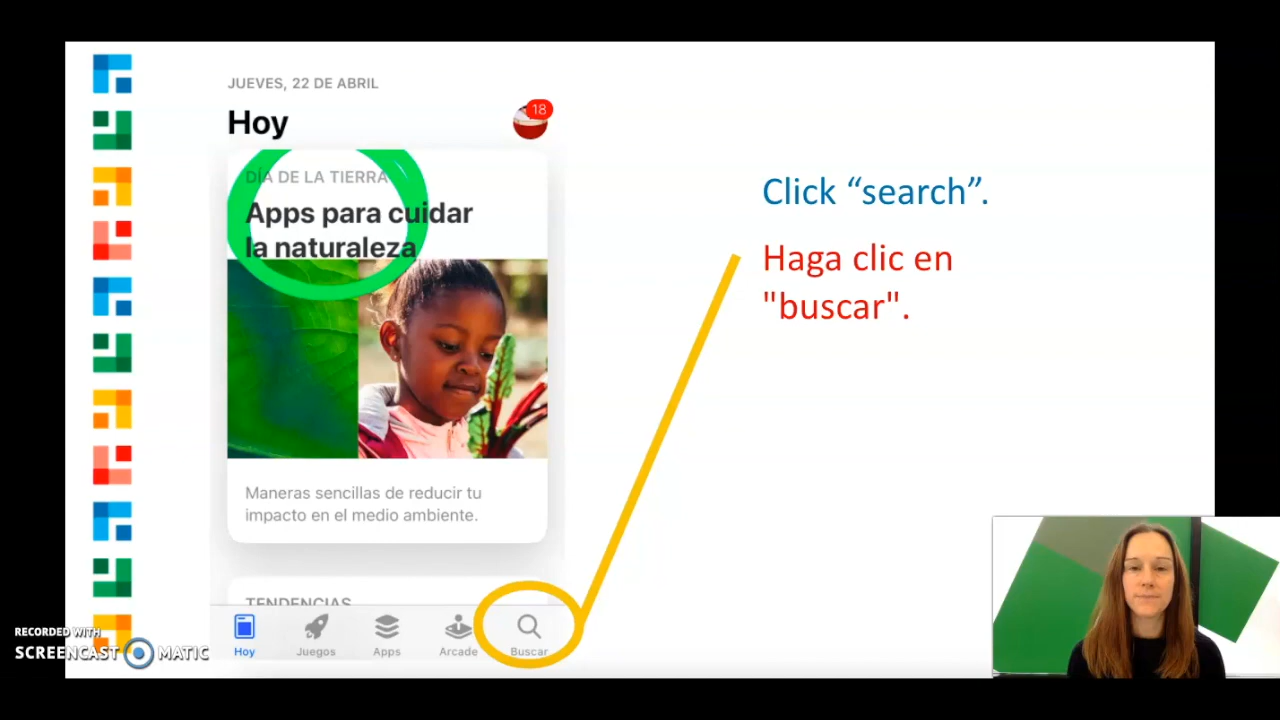 JUEVES, 22 DE ABRIL
Hoy
18
DÍA DE LA TIERRA
Apps para cuidar
la naturaleza
Maneras sencillas de reducir tu
impacto en el medio ambiente.
TENDENCIAS
Hoy
Juegos
Apps
Arcade
Buscar
Click “search”.
Haga clic en
"buscar".
RECORDED WITH
SCREENCAST MATIC